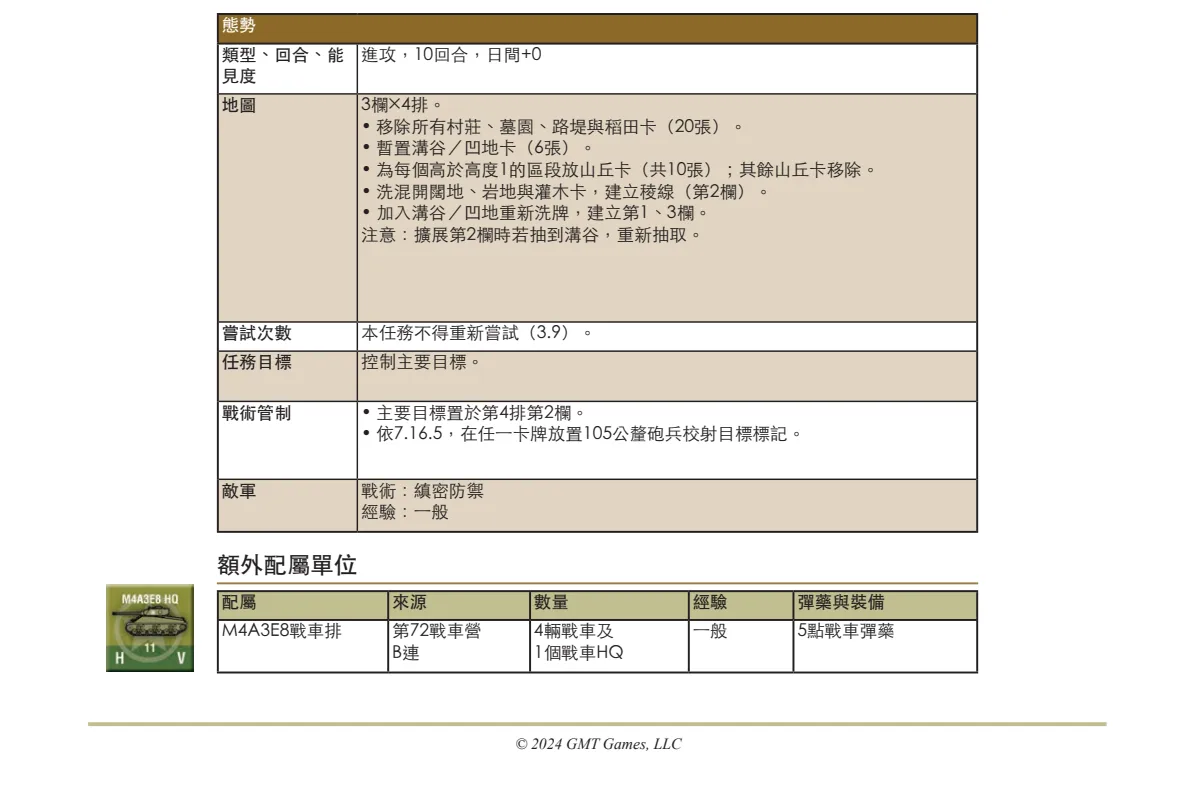 態勢
類型、回合、能見度
進攻，10回合，日間+0
地圖
3欄×4排。
• 移除所有村莊、墓園、路堤與稻田卡（20張）。
• 暫置溝谷／凹地卡（6張）。
• 為每個高於高度1的區段放山丘卡（共10張）；其餘山丘卡移除。
• 洗混開闊地、岩地與灌木卡，建立稜線（第2欄）。
• 加入溝谷／凹地重新洗牌，建立第1、3欄。
注意：擴展第2欄時若抽到溝谷，重新抽取。
嘗試次數
本任務不得重新嘗試（3.9）。
任務目標
控制主要目標。
戰術管制
• 主要目標置於第4排第2欄。
• 依7.16.5，在任一卡牌放置105公釐砲兵校射目標標記。
敵軍
戰術：縝密防禦
經驗：一般
額外配屬單位
M4A3E8 HQ
11
H V
配屬 來源 數量 經驗 彈藥與裝備
M4A3E8戰車排 第72戰車營 4輛戰車及 一般 5點戰車彈藥
B連 1個戰車HQ
© 2024 GMT Games, LLC